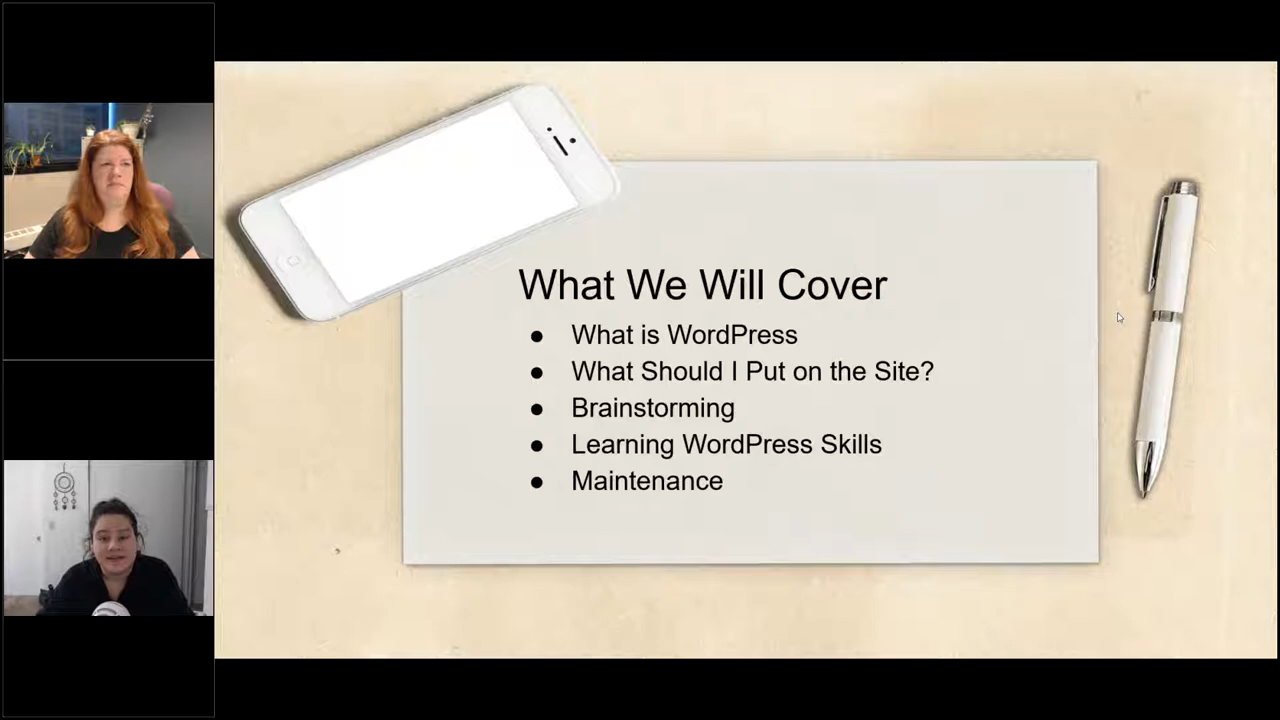 What We Will Cover
● What is WordPress
● What Should I Put on the Site?
● Brainstorming
● Learning WordPress Skills
● Maintenance